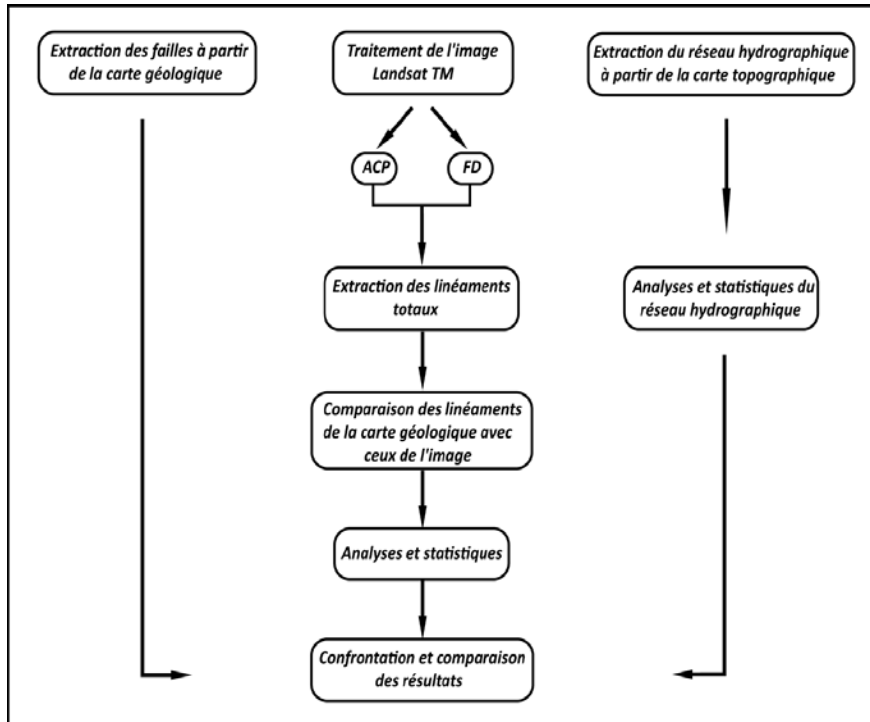 Extraction des failles à partir
de la carte géologique
Traitement de l'image
Landsat TM
Extraction du réseau hydrographique
à partir de la carte topographique
ACP
FD
Extraction des linéaments
totaux
Analyses et statistiques du
réseau hydrographique
Comparaison des linéaments
de la carte géologique avec
ceux de l'image
Analyses et statistiques
Confrontation et comparaison
des résultats